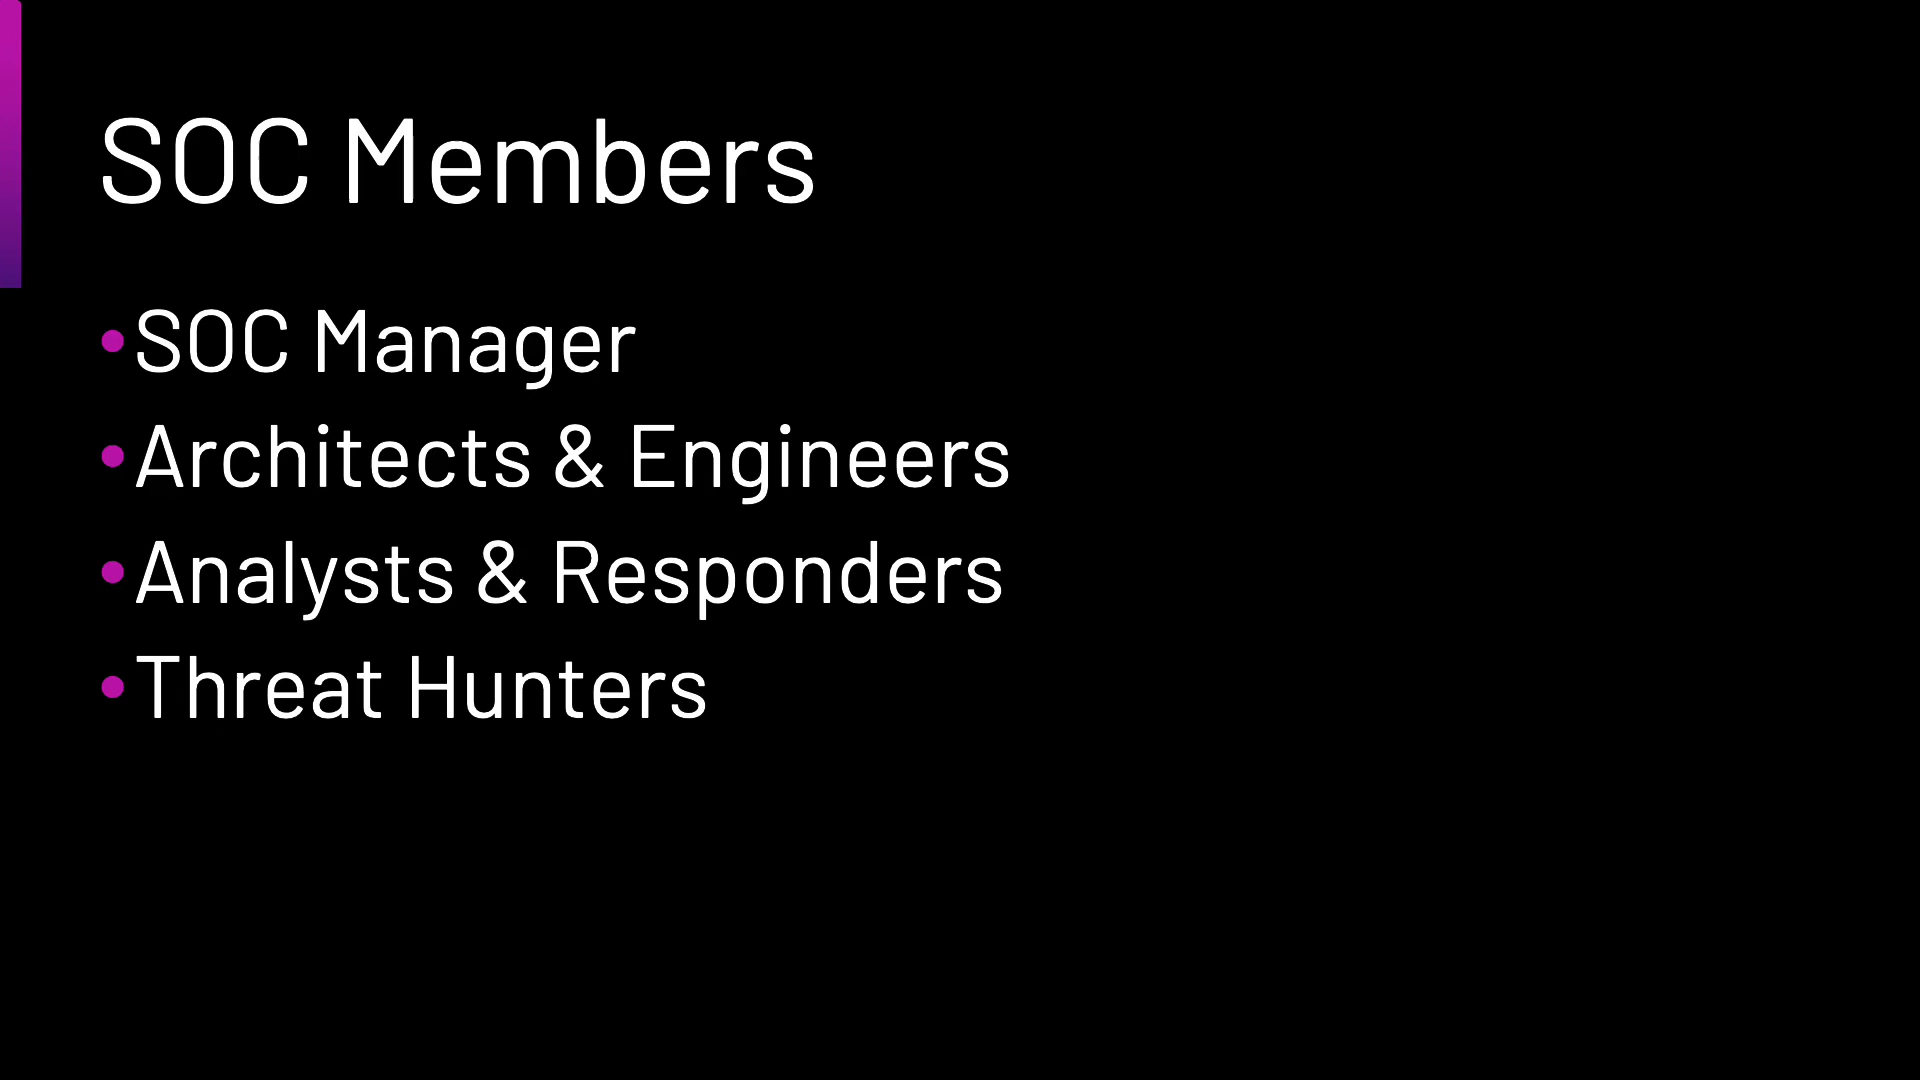 SOC Members
• SOC Manager
• Architects & Engineers
• Analysts & Responders
• Threat Hunters